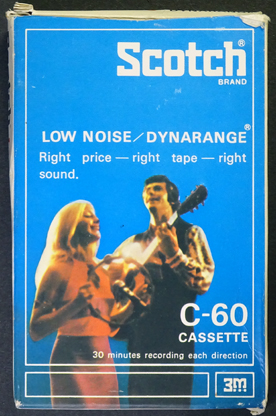 Scotch®
BRAND
LOW NOISE/DYNARANGE®
Right price — right tape — right
sound.
C-60
CASSETTE
30 minutes recording each direction
3M